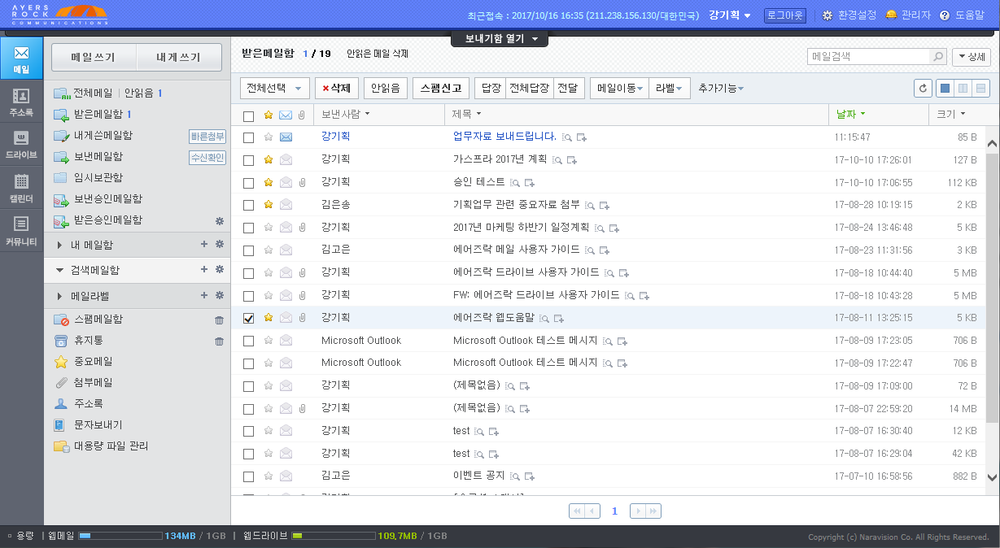 AYERS
ROCK
COMMUNICATIONS
최근접속 : 2017/10/16 16:35 (211.238.156.130/대한민국) 강기획 로그아웃 환경설정 관리자 도움말
보내기함 열기
메일
주소록
드라이브
캘린더
커뮤니티
메일쓰기 내게쓰기
전체메일 | 안읽음 1
받은메일함 1
내게쓴메일함 빠른첨부
보낸메일함 수신확인
임시보관함
보낸승인메일함
받은승인메일함
내 메일함
검색메일함
메일라벨
스팸메일함
휴지통
중요메일
첨부메일
주소록
문자보내기
대용량 파일 관리
받은메일함 1 / 19 안읽은 메일 삭제
메일검색 상세
전체선택 삭제 안읽음 스팸신고 답장 전체답장 전달 메일이동 라벨 추가기능
보낸사람 제목 날짜 크기
강기획 업무자료 보내드립니다. 11:15:47 85 B
강기획 가스프라 2017년 계획 17-10-10 17:26:01 127 B
강기획 승인 테스트 17-10-10 17:06:55 112 KB
김은송 기획업무 관련 중요자료 첨부 17-08-28 10:19:15 2 KB
강기획 2017년 마케팅 하반기 일정계획 17-08-24 13:46:48 5 KB
김고은 에어즈락 메일 사용자 가이드 17-08-23 11:31:56 3 KB
강기획 에어즈락 드라이브 사용자 가이드 17-08-18 10:44:40 5 MB
강기획 FW: 에어즈락 드라이브 사용자 가이드 17-08-18 10:43:28 5 MB
강기획 에어즈락 웹도움말 17-08-11 13:25:15 5 KB
Microsoft Outlook Microsoft Outlook 테스트 메시지 17-08-09 17:23:05 706 B
Microsoft Outlook Microsoft Outlook 테스트 메시지 17-08-09 17:22:47 706 B
강기획 (제목없음) 17-08-09 17:09:00 72 B
강기획 (제목없음) 17-08-07 22:59:20 14 MB
강기획 test 17-08-07 16:30:40 12 KB
강기획 test 17-08-07 16:29:04 42 KB
김고은 이벤트 공지 17-07-10 16:58:56 882 B
1
용량 | 웹메일 134MB / 1GB | 웹드라이브 109.7MB / 1GB
Copyright (c) Naravision Co. All Rights Reserved.